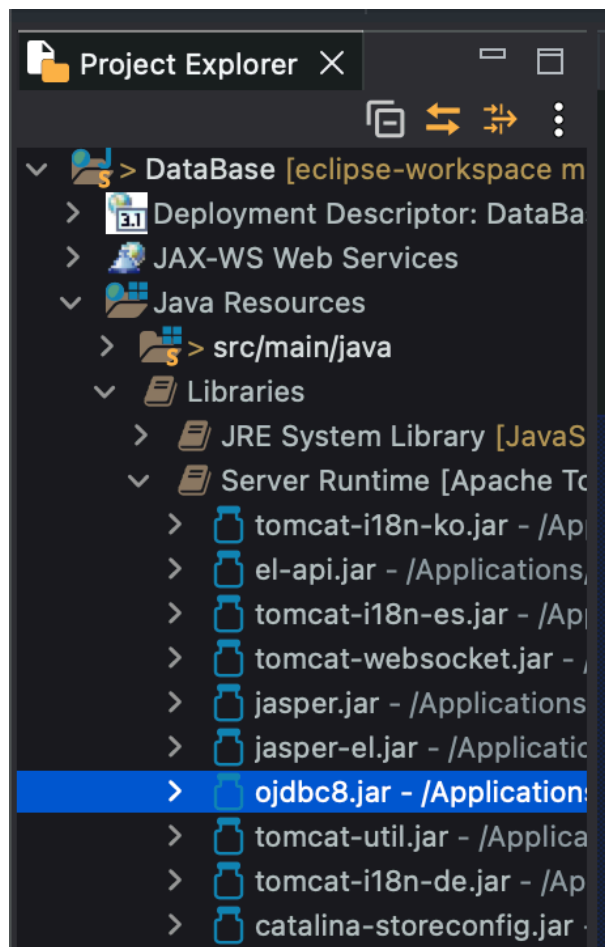 Project Explorer
> DataBase [eclipse-workspace m
3.1 Deployment Descriptor: DataBa
JAX-WS Web Services
Java Resources
> src/main/java
Libraries
JRE System Library [JavaS
Server Runtime [Apache To
tomcat-i18n-ko.jar - /Ap
el-api.jar - /Applications/
tomcat-i18n-es.jar - /Ap
tomcat-websocket.jar - /
jasper.jar - /Applications
jasper-el.jar - /Applicatio
ojdbc8.jar - /Applications
tomcat-util.jar - /Applica
tomcat-i18n-de.jar - /Ap
catalina-storeconfig.jar -